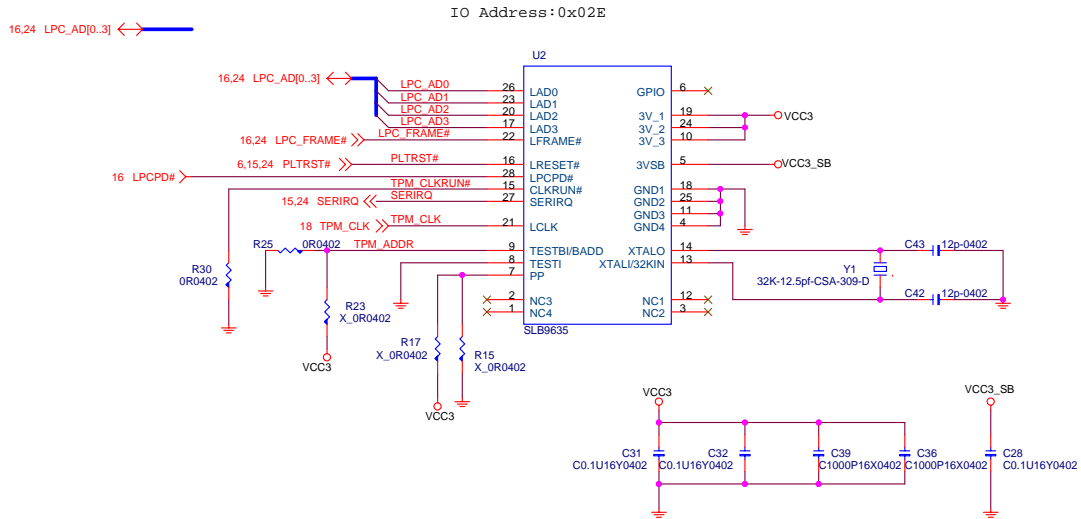 IO Address:0x02E
16,24 LPC_AD[0..3]
U2
16,24 LPC_AD[0..3]
LPC_AD0 26 LAD0
LPC_AD1 23 LAD1
LPC_AD2 20 LAD2
LPC_AD3 17 LAD3
16,24 LPC_FRAME# LPC_FRAME# 22 LFRAME#
6,15,24 PLTRST# PLTRST# 16 LRESET#
16 LPCPD# 28 LPCPD#
TPM_CLKRUN# 15 CLKRUN#
15,24 SERIRQ SERIRQ 27 SERIRQ
18 TPM_CLK TPM_CLK 21 LCLK
R25 0R0402 TPM_ADDR 9 TESTBI/BADD
8 TESTI
7 PP
2 NC3
1 NC4
GPIO 6
3V_1 19 VCC3
3V_2 24
3V_3 10
3VSB 5 VCC3_SB
GND1 18
GND2 25
GND3 11
GND4 4
XTALO 14
XTALI/32KIN 13
NC1 12
NC2 3
SLB9635
C43 12p-0402
Y1
32K-12.5pf-CSA-309-D
C42 12p-0402
R30
0R0402
R23
X_0R0402
VCC3
R17
X_0R0402
R15
X_0R0402
VCC3
VCC3
VCC3_SB
C31
C0.1U16Y0402
C32
C0.1U16Y0402
C39
C1000P16X0402
C36
C1000P16X0402
C28
C0.1U16Y0402